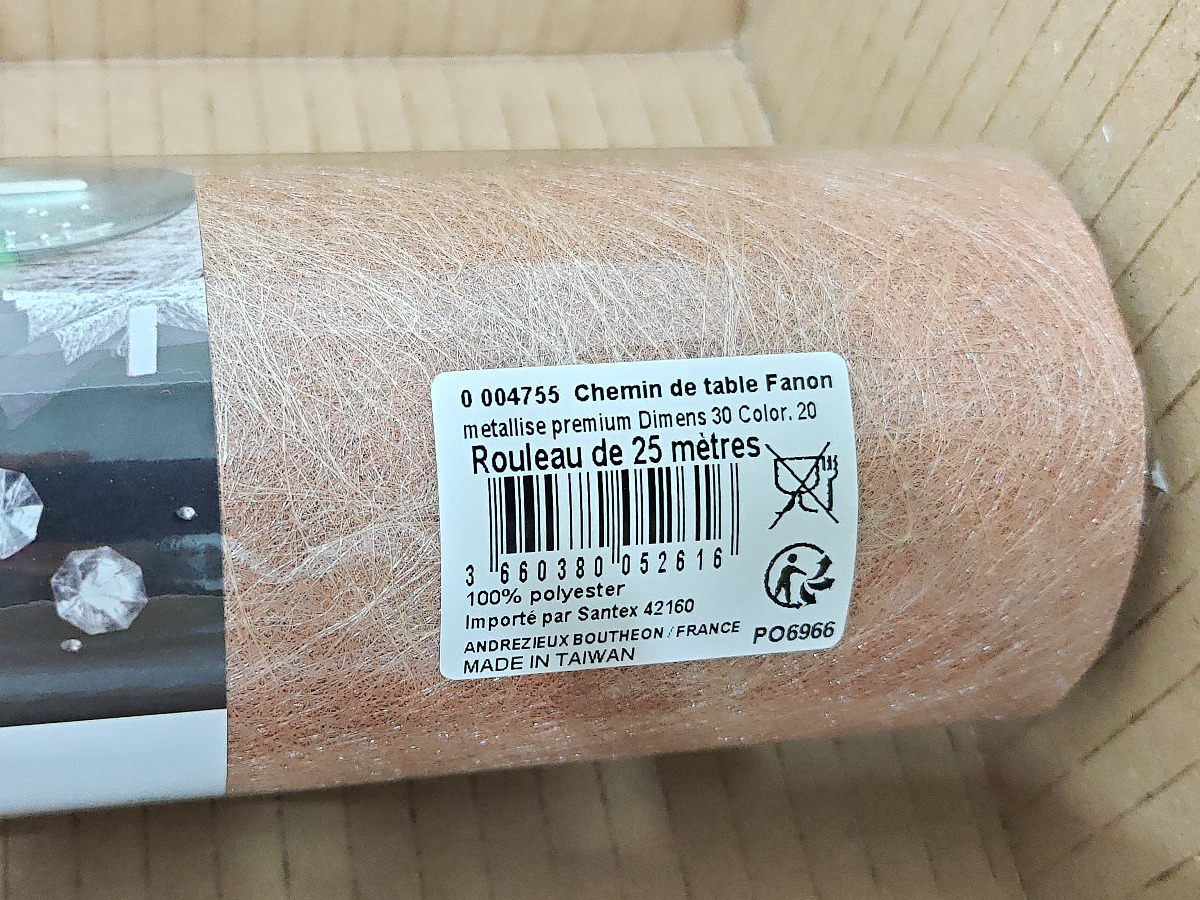 0 004755 Chemin de table Fanon
metallise premium Dimens 30 Color. 20
Rouleau de 25 mètres
3 660380 052616
100% polyester
Importé par Santex 42160
ANDREZIEUX BOUTHEON / FRANCE
PO6966
MADE IN TAIWAN